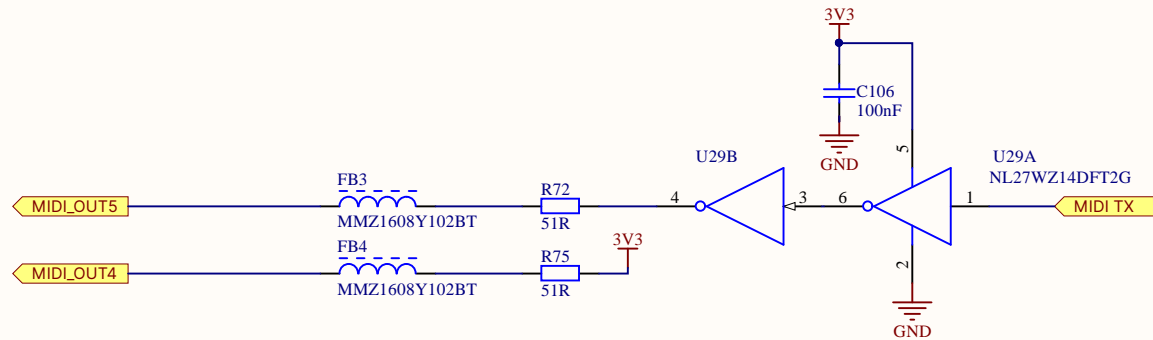 3V3
C106
100nF
GND
U29B
5
U29A
NL27WZ14DFT2G
FB3
R72
4
3
6
1
MIDI_OUT5
MIDI TX
MMZ1608Y102BT
51R
FB4
R75
3V3
2
MIDI_OUT4
MMZ1608Y102BT
51R
GND